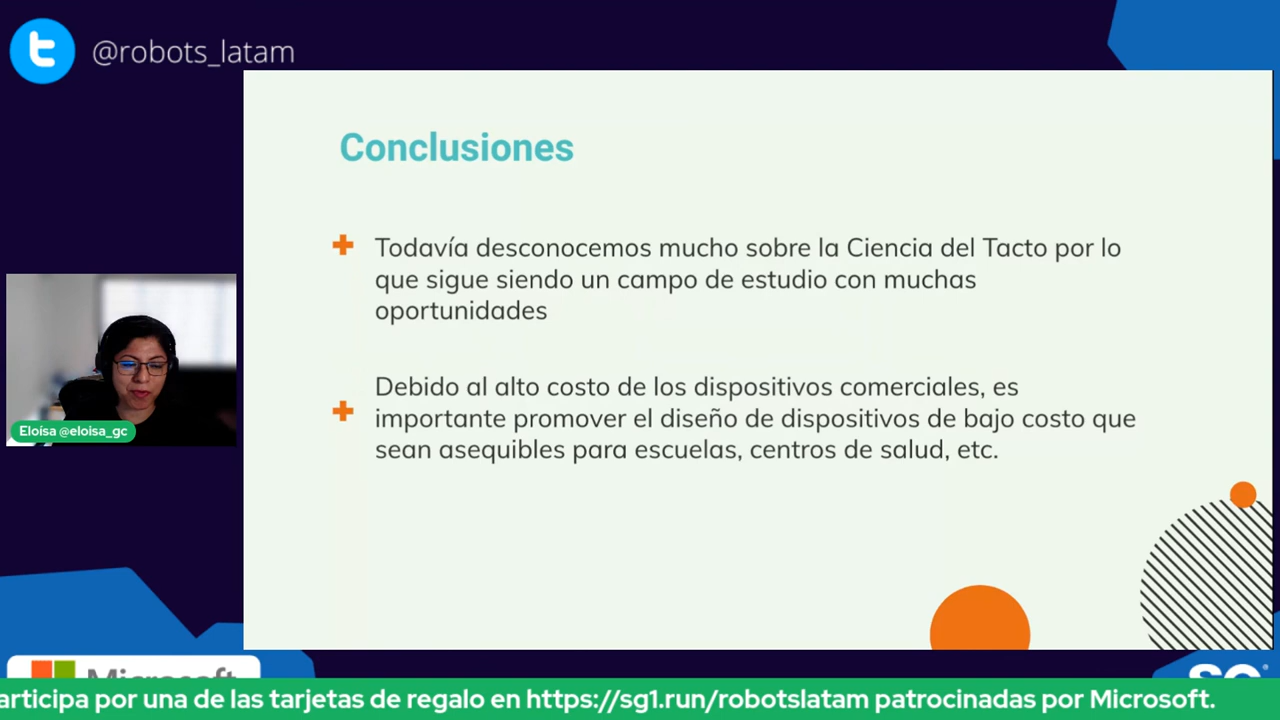 @robots_latam
Conclusiones
Todavía desconocemos mucho sobre la Ciencia del Tacto por lo
que sigue siendo un campo de estudio con muchas
oportunidades
Debido al alto costo de los dispositivos comerciales, es
importante promover el diseño de dispositivos de bajo costo que
sean asequibles para escuelas, centros de salud, etc.
Eloísa @eloisa_gc
Microsoft
SG
articipa por una de las tarjetas de regalo en https://sg1.run/robotslatam patrocinadas por Microsoft.